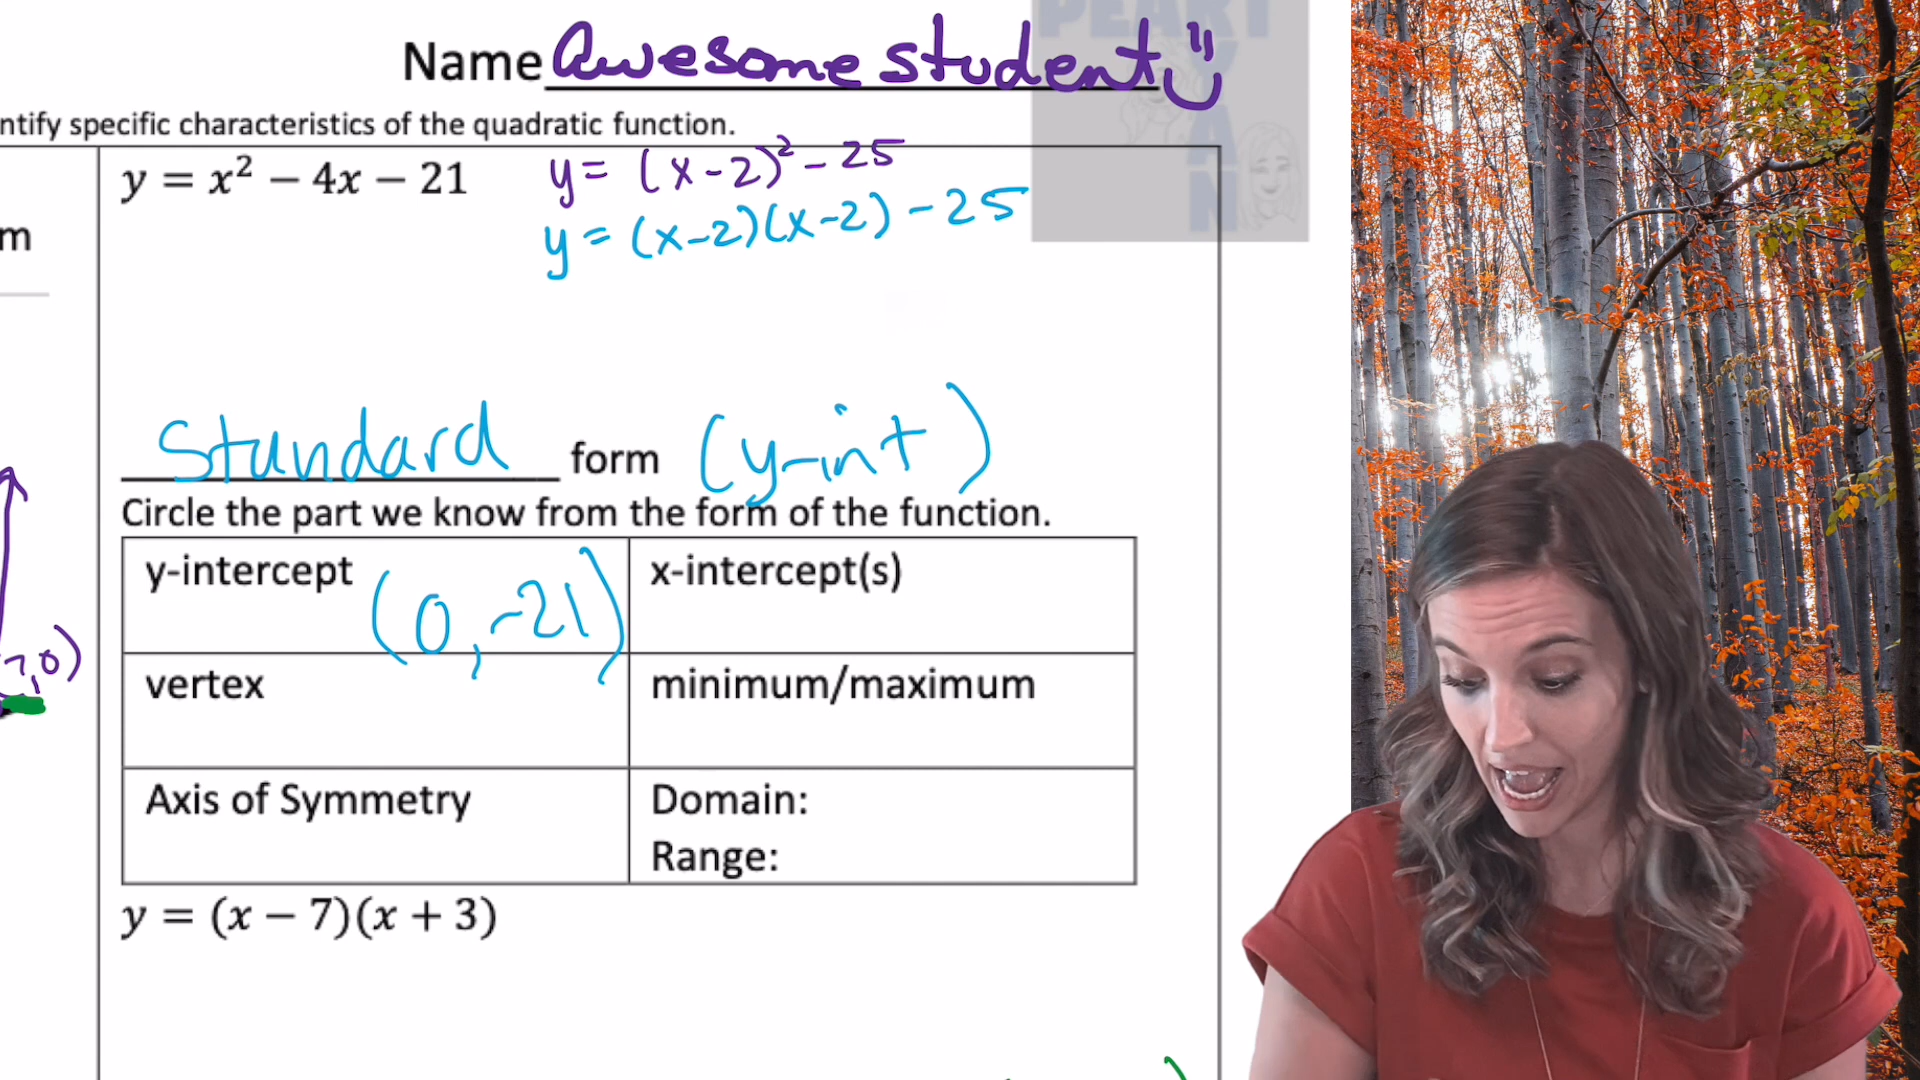 PEART
Name Awesome student
ntify specific characteristics of the quadratic function.
y = x² − 4x − 21
y = (x-2)² - 25
y = (x-2)(x-2) - 25
m
Standard form (y-int)
Circle the part we know from the form of the function.
y-intercept (0, -21)
x-intercept(s)
,0)
vertex
minimum/maximum
Axis of Symmetry
Domain:
Range:
y = (x − 7)(x + 3)